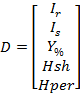 D =
I_r
I_s
Y_%
Hsh
Hper